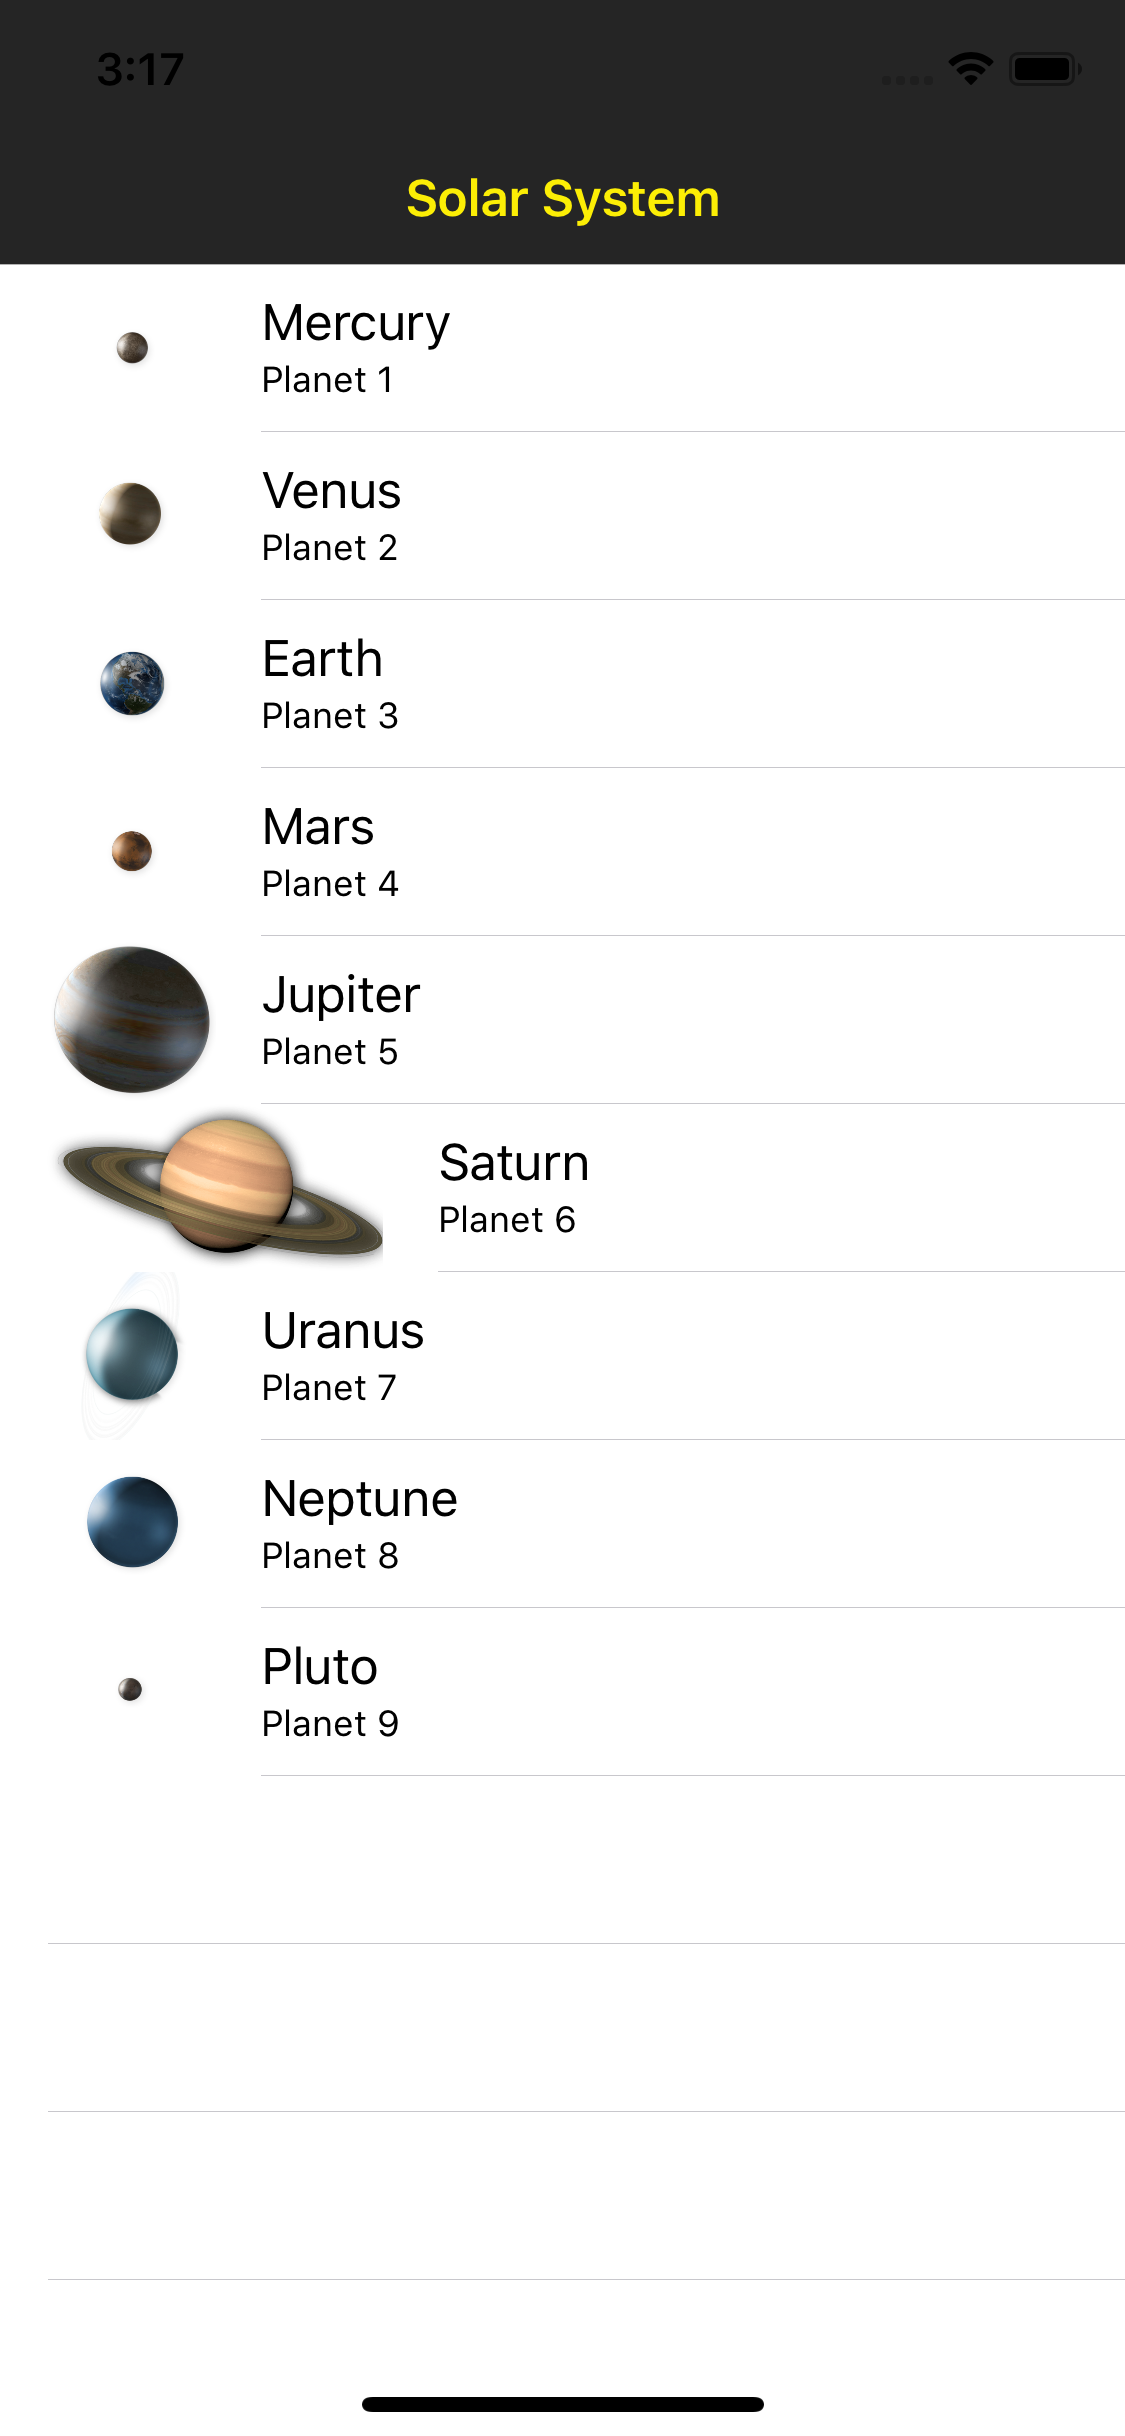 3:17
Solar System
Mercury
Planet 1
Venus
Planet 2
Earth
Planet 3
Mars
Planet 4
Jupiter
Planet 5
Saturn
Planet 6
Uranus
Planet 7
Neptune
Planet 8
Pluto
Planet 9